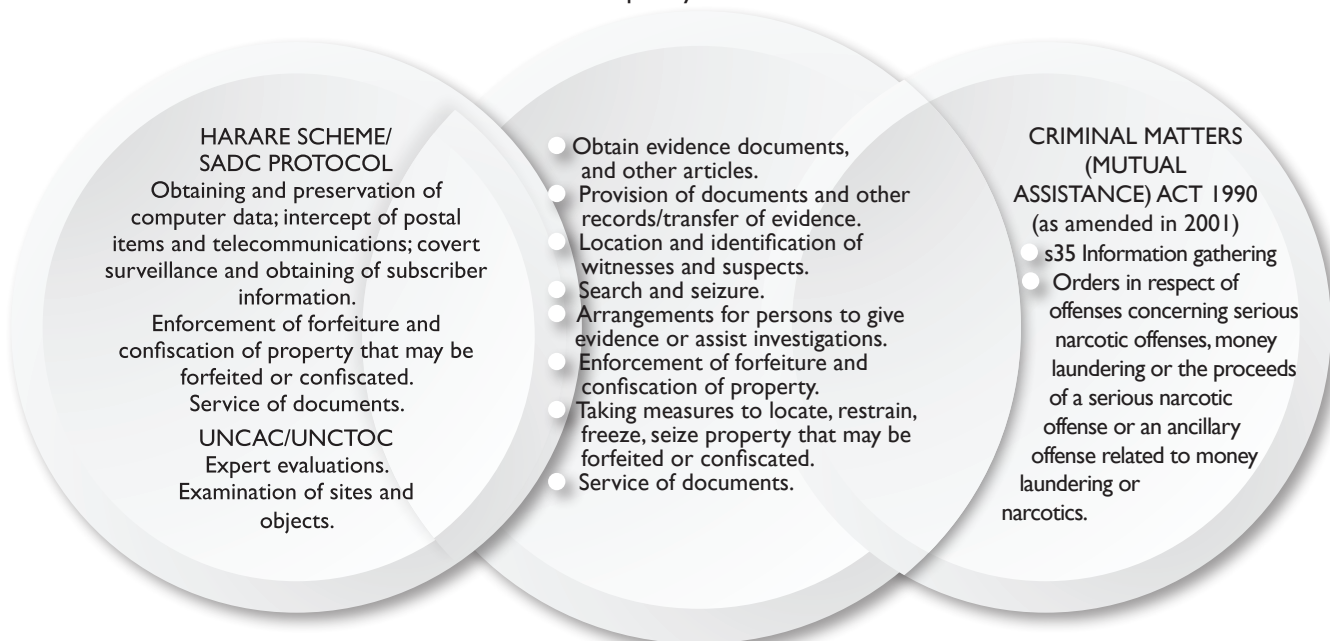 HARARE SCHEME/
SADC PROTOCOL
Obtaining and preservation of
computer data; intercept of postal
items and telecommunications; covert
surveillance and obtaining of subscriber
information.
Enforcement of forfeiture and
confiscation of property that may be
forfeited or confiscated.
Service of documents.
UNCAC/UNCTOC
Expert evaluations.
Examination of sites and
objects.
Obtain evidence documents,
and other articles.
Provision of documents and other
records/transfer of evidence.
Location and identification of
witnesses and suspects.
Search and seizure.
Arrangements for persons to give
evidence or assist investigations.
Enforcement of forfeiture and
confiscation of property.
Taking measures to locate, restrain,
freeze, seize property that may be
forfeited or confiscated.
Service of documents.
CRIMINAL MATTERS
(MUTUAL
ASSISTANCE) ACT 1990
(as amended in 2001)
s35 Information gathering
Orders in respect of
offenses concerning serious
narcotic offenses, money
laundering or the proceeds
of a serious narcotic
offense or an ancillary
offense related to money
laundering or
narcotics.